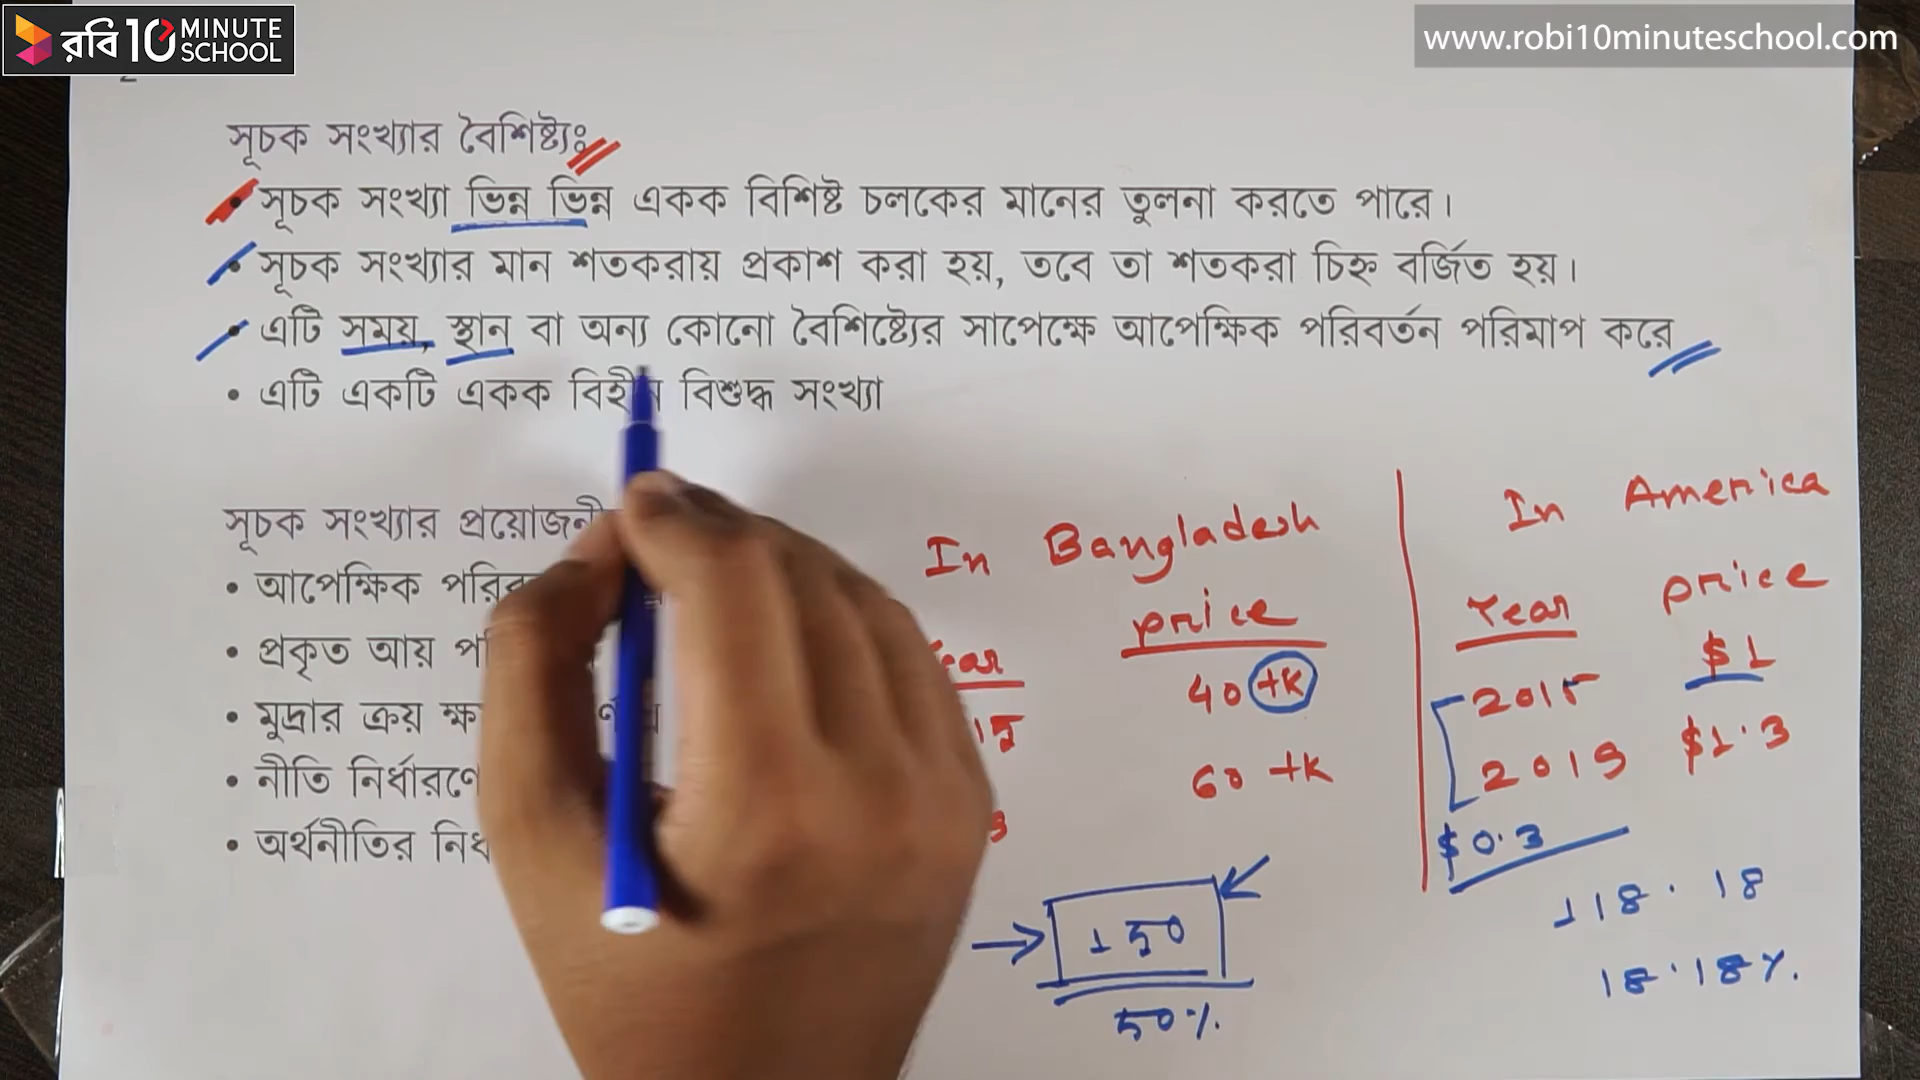 রবি 10 MINUTE SCHOOL
www.robi10minuteschool.com
সূচক সংখ্যার বৈশিষ্ট্যঃ
• সূচক সংখ্যা ভিন্ন ভিন্ন একক বিশিষ্ট চলকের মানের তুলনা করতে পারে।
• সূচক সংখ্যার মান শতকরায় প্রকাশ করা হয়, তবে তা শতকরা চিহ্ন বর্জিত হয়।
• এটি সময়, স্থান বা অন্য কোনো বৈশিষ্ট্যের সাপেক্ষে আপেক্ষিক পরিবর্তন পরিমাপ করে
• এটি একটি একক বিশুদ্ধ সংখ্যা
সূচক সংখ্যার
• আপেক্ষিক
• প্রকৃত আয়
• মুদ্রার ক্রয়
• নীতি নির্ধারণে
• অর্থনীতির
In Bangladesh
price
40 tk
60 tk
150
50%.
In America
Year price
2015 $1
2019 $1.3
$0.3
118.18
18.18%.